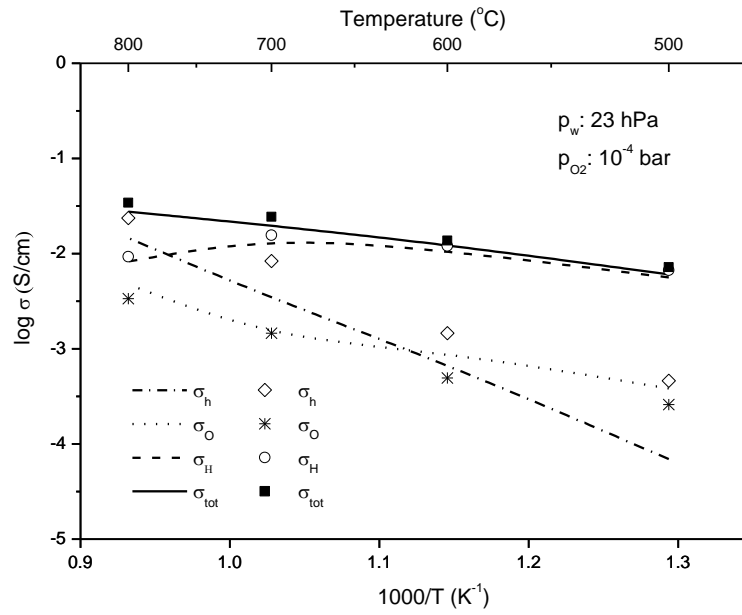 Temperature (°C)
800 700 600 500
0
-1
-2
-3
-4
-5
log σ (S/cm)
p_w: 23 hPa
p_O2: 10^-4 bar
σ_h σ_h
σ_O σ_O
σ_H σ_H
σ_tot σ_tot
0.9 1.0 1.1 1.2 1.3
1000/T (K^-1)